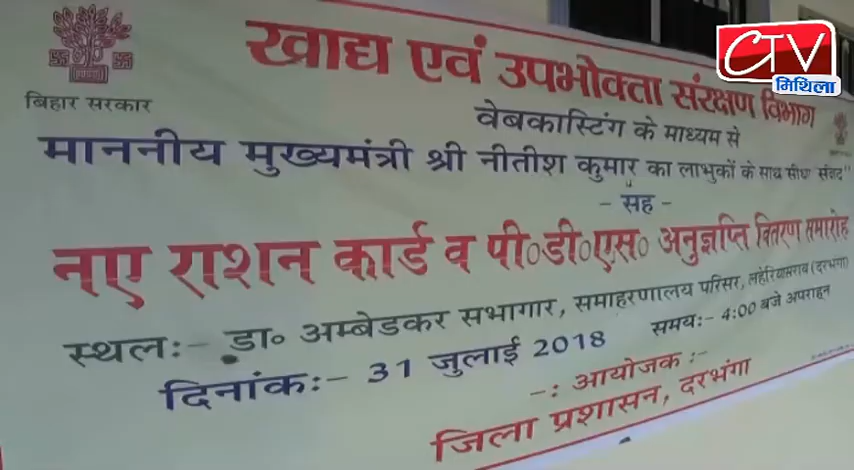 CTV
मिथिला
बिहार सरकार
खाद्य एवं उपभोक्ता संरक्षण विभाग
वेबकास्टिंग के माध्यम से
माननीय मुख्यमंत्री श्री नीतीश कुमार का लाभुकों के साथ सीधा संवाद"
- सह -
नए राशन कार्ड व पी०डी०एस० अनुज्ञप्ति वितरण समारोह
स्थल:- डा० अम्बेडकर सभागार, समाहरणालय परिसर, लहेरियासराय (दरभंगा)
दिनांक:- 31 जुलाई 2018 समय:- 4:00 बजे अपराहन
-: आयोजक :-
जिला प्रशासन, दरभंगा